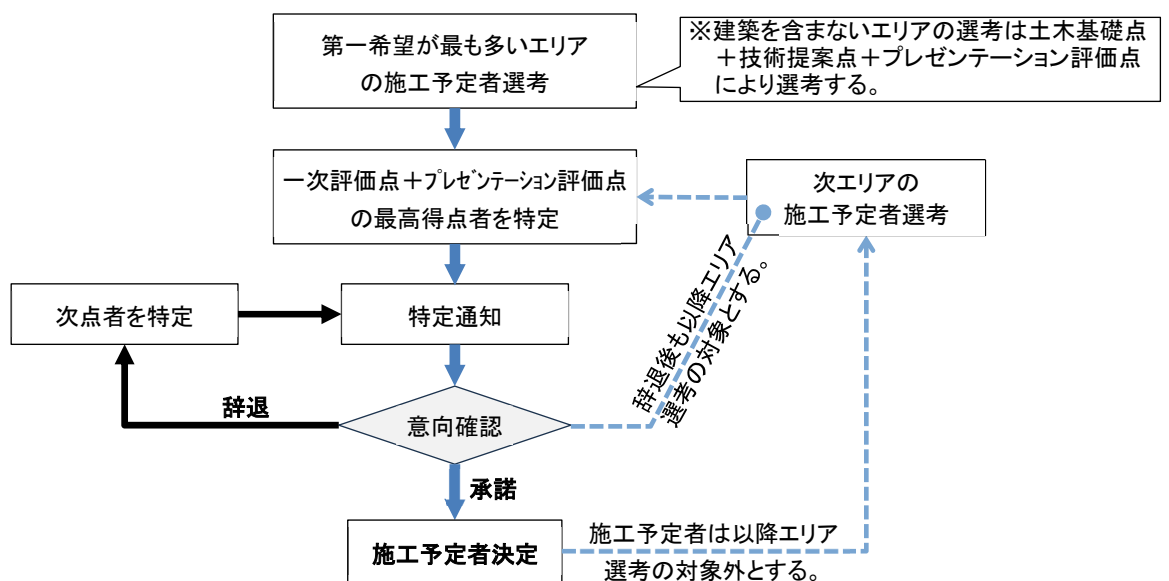 第一希望が最も多いエリア
の施工予定者選考
※建築を含まないエリアの選考は土木基礎点
＋技術提案点＋プレゼンテーション評価点
により選考する。
一次評価点＋プレゼンテーション評価点
の最高得点者を特定
次エリアの
施工予定者選考
次点者を特定
特定通知
辞退後も以降エリア
選考の対象とする。
辞退
意向確認
承諾
施工予定者決定
施工予定者は以降エリア
選考の対象外とする。